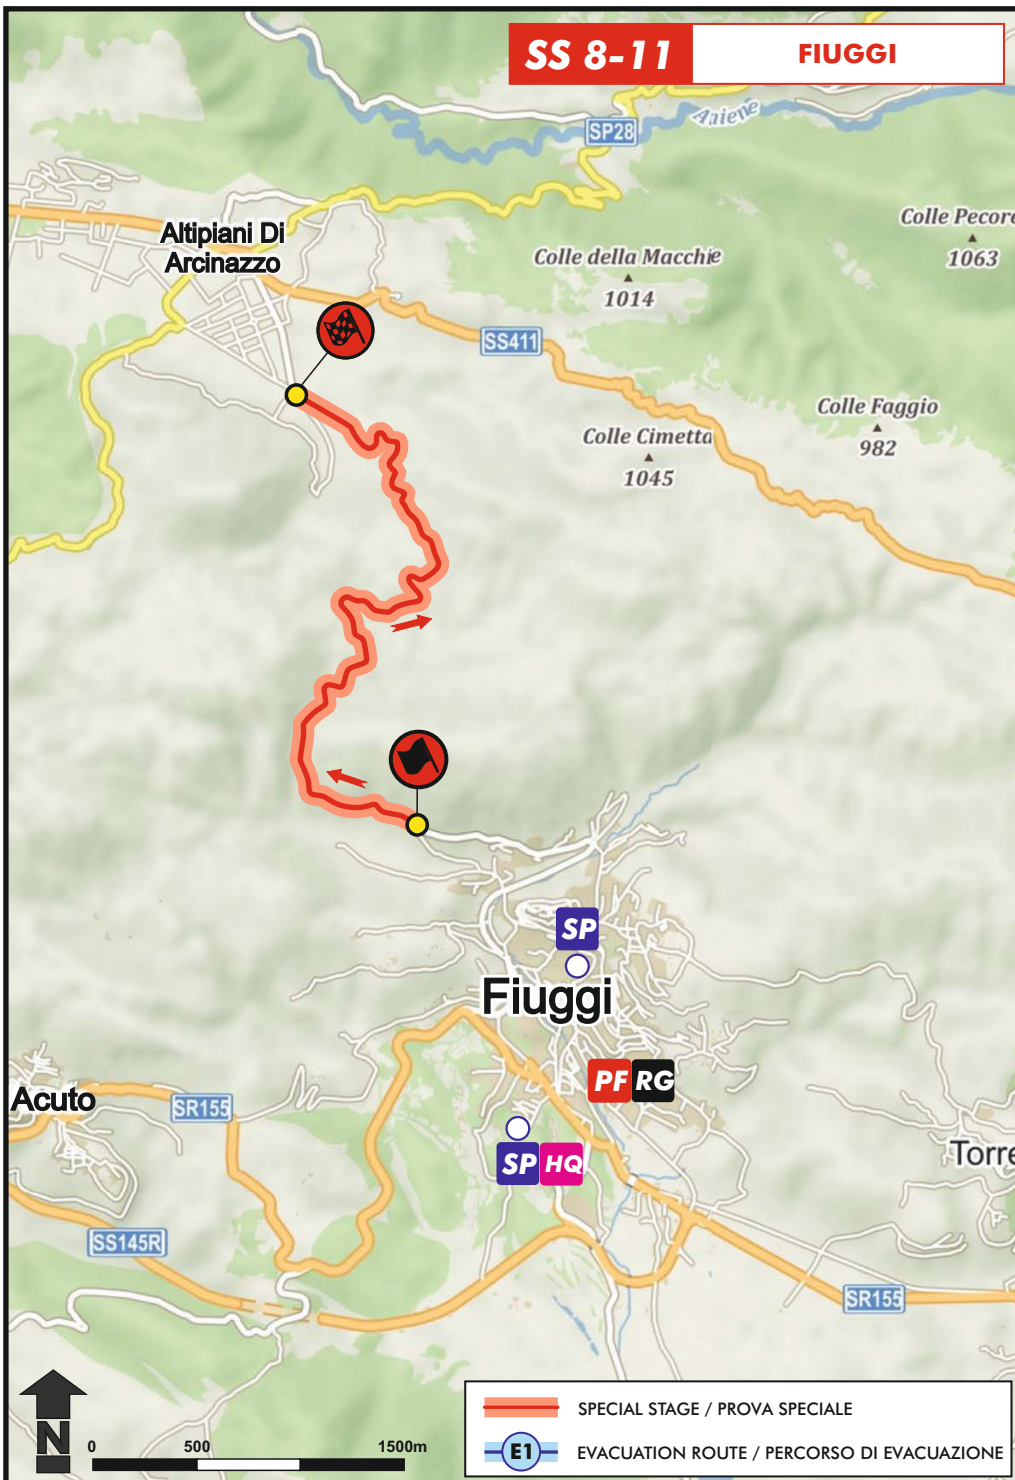 SS 8-11
FIUGGI
Aniene
SP28
Altipiani Di
Arcinazzo
Colle Pecore
1063
Colle della Macchie
1014
SS411
Colle Faggio
982
Colle Cimetta
1045
SP
Fiuggi
PF RG
Acuto
SR155
SP HQ
Torre
SS145R
SR155
N
0 500 1500m
SPECIAL STAGE / PROVA SPECIALE
E1 EVACUATION ROUTE / PERCORSO DI EVACUAZIONE